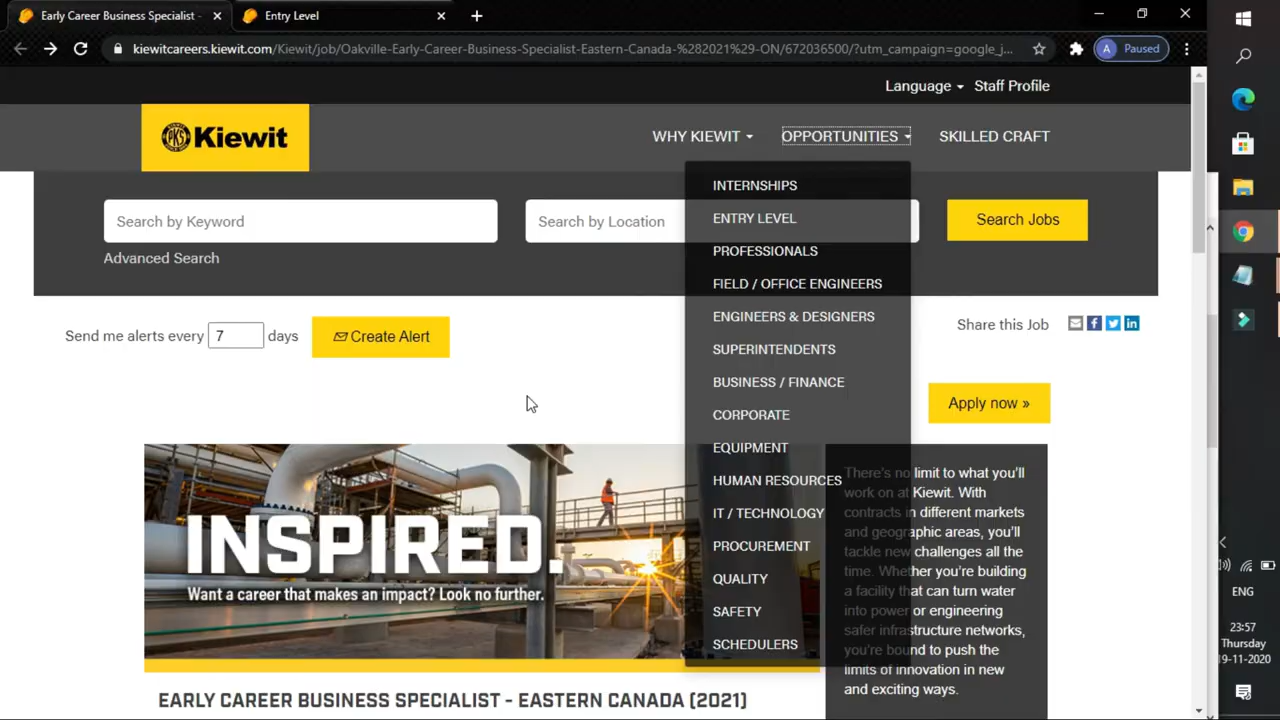 Early Career Business Specialist -
Entry Level
kiewitcareers.kiewit.com/Kiewit/job/Oakville-Early-Career-Business-Specialist-Eastern-Canada-%282021%29-ON/672036500/?utm_campaign=google_j...
A Paused
Language
Staff Profile
PKS
Kiewit
WHY KIEWIT
OPPORTUNITIES
SKILLED CRAFT
Search by Keyword
Search by Location
Search Jobs
Advanced Search
INTERNSHIPS
ENTRY LEVEL
PROFESSIONALS
FIELD / OFFICE ENGINEERS
ENGINEERS & DESIGNERS
SUPERINTENDENTS
BUSINESS / FINANCE
CORPORATE
EQUIPMENT
HUMAN RESOURCES
IT / TECHNOLOGY
PROCUREMENT
QUALITY
SAFETY
SCHEDULERS
Send me alerts every 7 days
Create Alert
Share this Job
Apply now »
INSPIRED.
Want a career that makes an impact? Look no further.
There's no limit to what you'll
work on at Kiewit. With
contracts in different markets
and geographic areas, you'll
tackle new challenges all the
time. Whether you're building
a facility that can turn water
into power or engineering
safer infrastructure networks,
you're bound to push the
limits of innovation in new
and exciting ways.
EARLY CAREER BUSINESS SPECIALIST - EASTERN CANADA (2021)
ENG
23:57
Thursday
9-11-2020